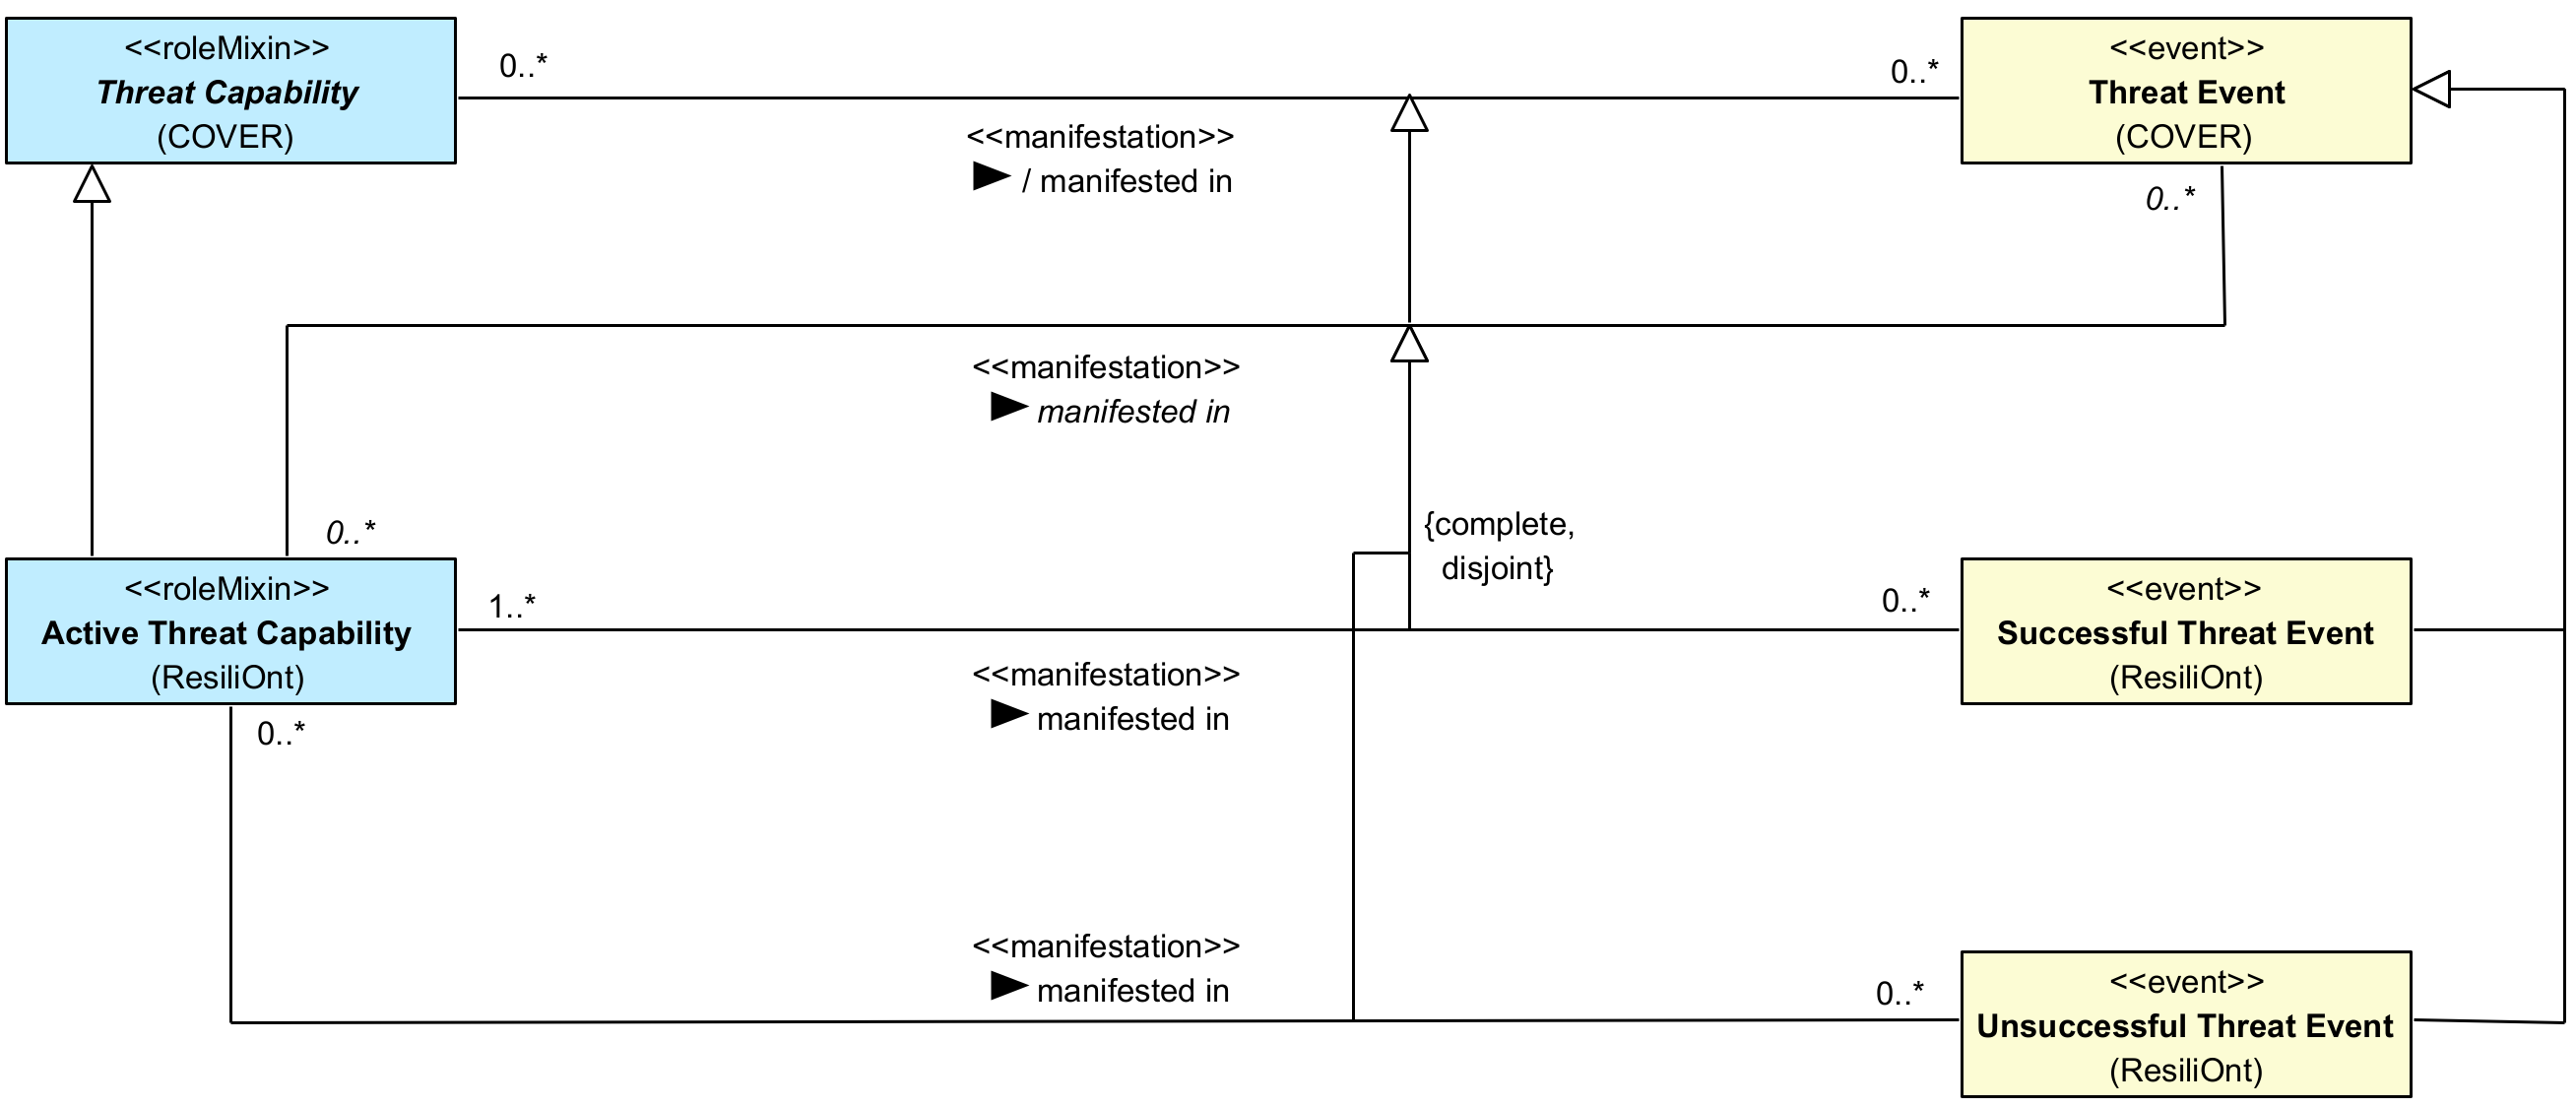 <<roleMixin>>
Threat Capability
(COVER)
0..*
0..*
<<event>>
Threat Event
(COVER)
<<manifestation>>
▶ / manifested in
0..*
<<manifestation>>
▶ manifested in
0..*
{complete,
disjoint}
<<roleMixin>>
Active Threat Capability
(ResiliOnt)
1..*
0..*
<<event>>
Successful Threat Event
(ResiliOnt)
<<manifestation>>
▶ manifested in
0..*
<<manifestation>>
▶ manifested in
0..*
<<event>>
Unsuccessful Threat Event
(ResiliOnt)